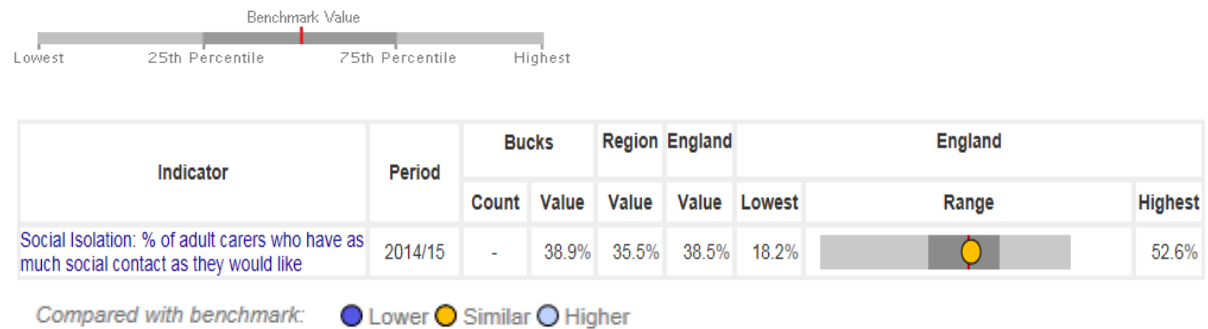 Benchmark Value
Lowest 25th Percentile 75th Percentile Highest
Indicator Period Bucks Region England England
Count Value Value Value Lowest Range Highest
Social Isolation: % of adult carers who have as
much social contact as they would like 2014/15 - 38.9% 35.5% 38.5% 18.2% 52.6%
Compared with benchmark: Lower Similar Higher